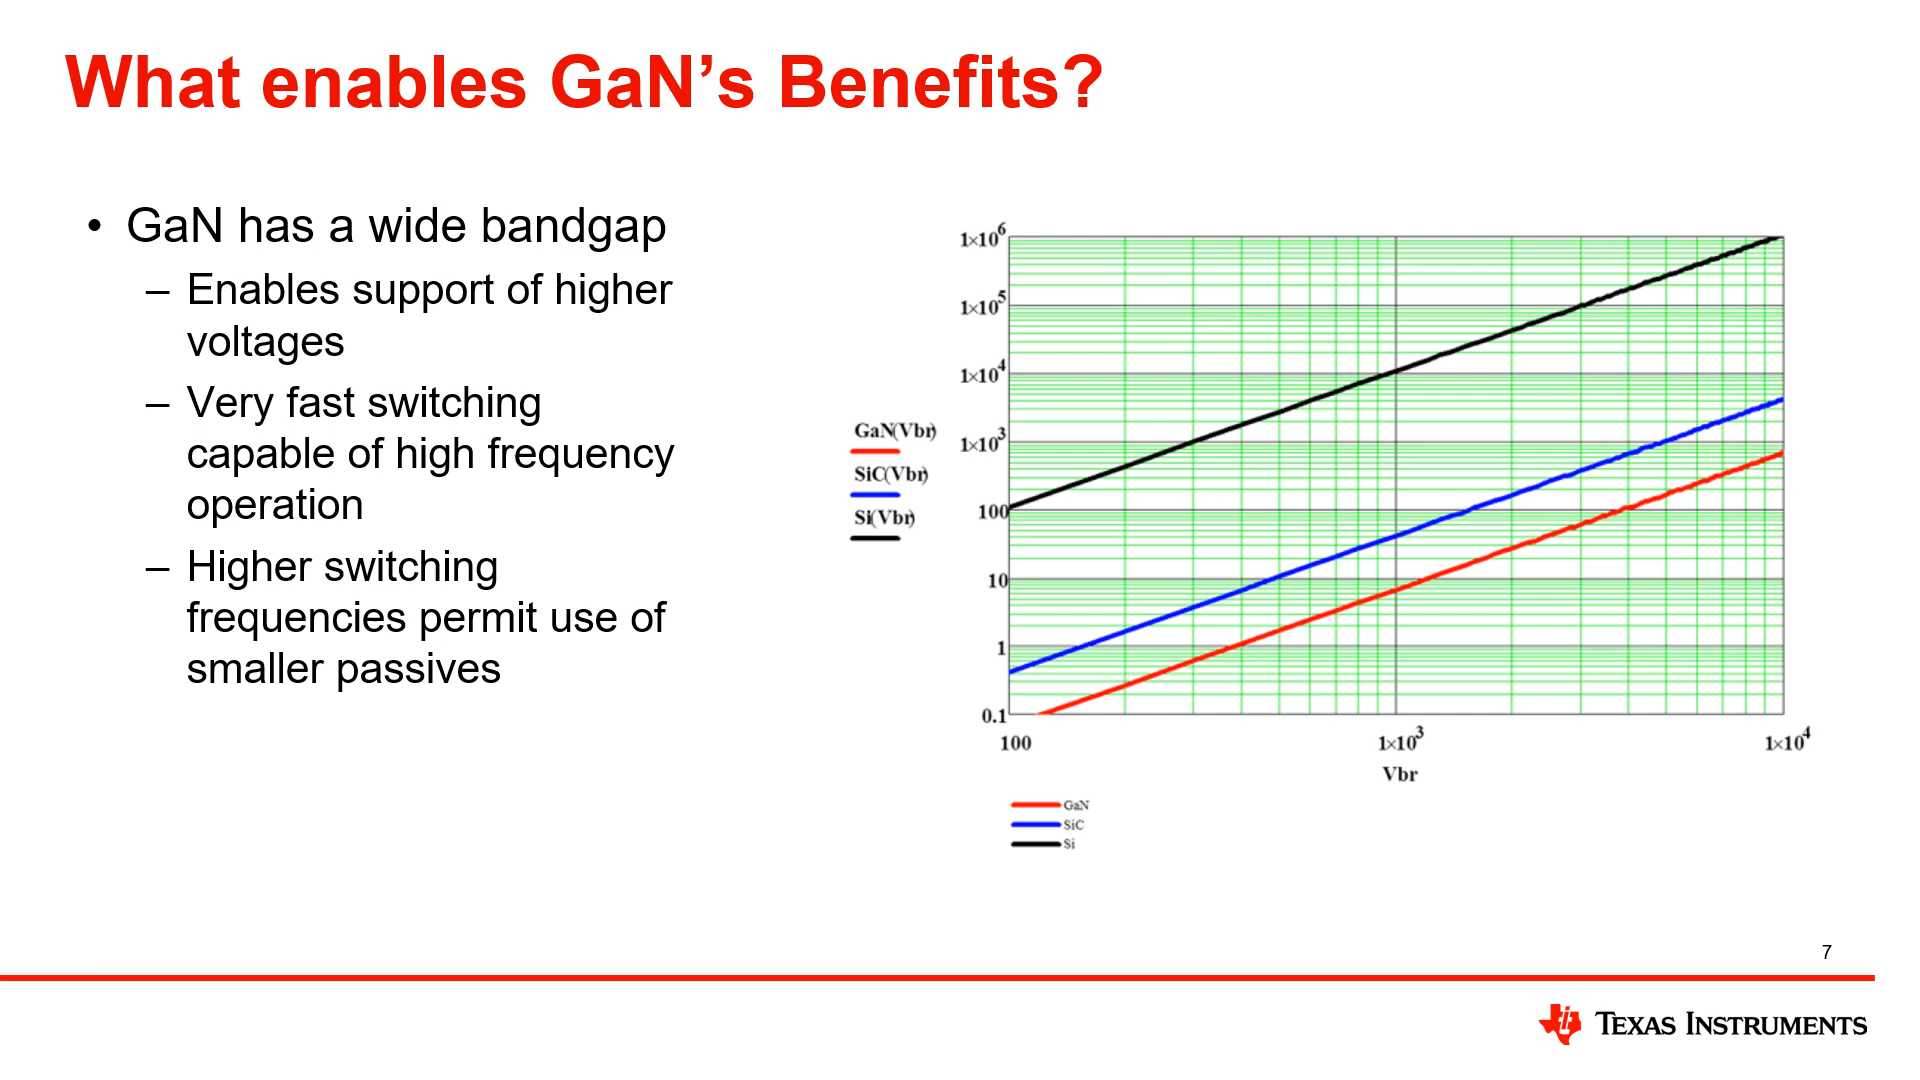 What enables GaN’s Benefits?
• GaN has a wide bandgap
– Enables support of higher
voltages
– Very fast switching
capable of high frequency
operation
– Higher switching
frequencies permit use of
smaller passives
GaN(Vbr)
SiC(Vbr)
Si(Vbr)
1×10⁶
1×10⁵
1×10⁴
1×10³
100
10
1
0.1
100
1×10³
1×10⁴
Vbr
GaN
SiC
Si
7
TEXAS INSTRUMENTS